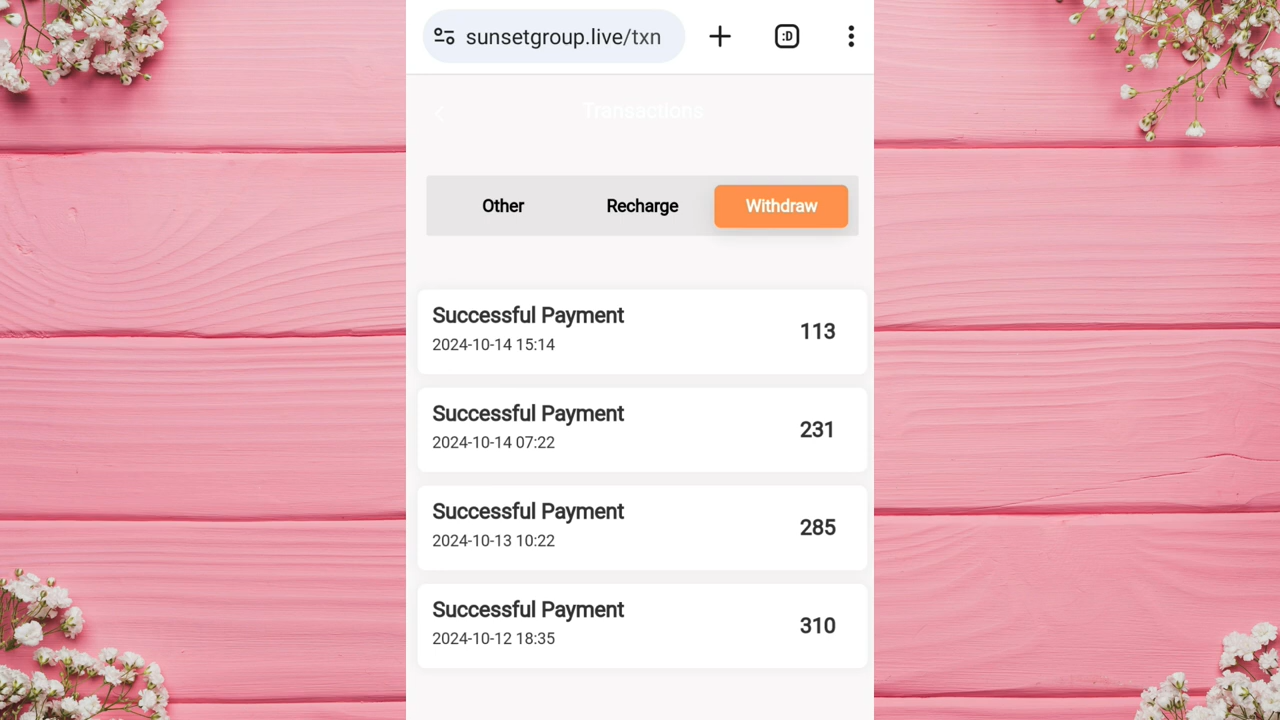 sunsetgroup.live/txn
:D
Transactions
Other Recharge Withdraw
Successful Payment
2024-10-14 15:14
113
Successful Payment
2024-10-14 07:22
231
Successful Payment
2024-10-13 10:22
285
Successful Payment
2024-10-12 18:35
310